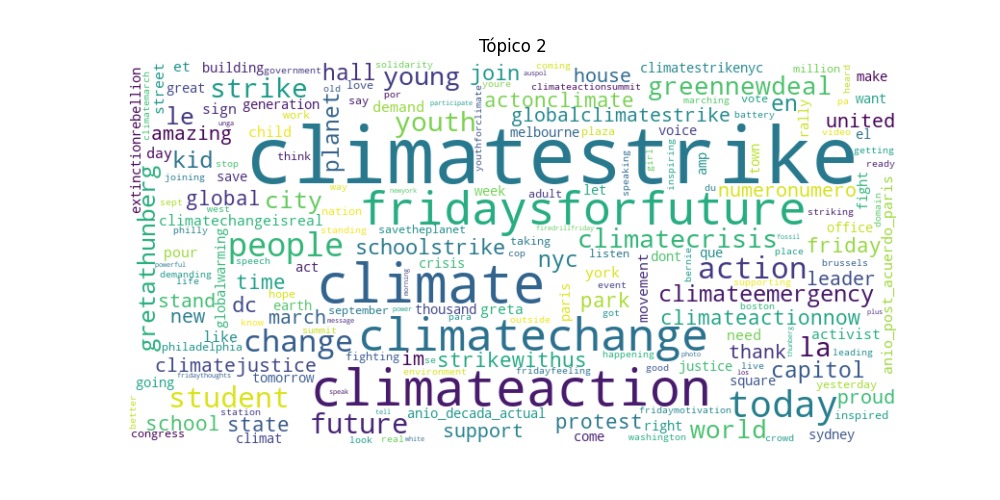 Tópico 2
solidarity
coming
million
et
building
government
hall
young
join
house
climatestrikenyc
heard
great
strike
old
love
auspol
climateactionsummit
greennewdeal
make
street
climatemarch
extinctionrebellion
le
sign
generation
say
por
demand
participate
actonclimate
marching
vote
en
pa
want
unga
work
planet
youth
youthforclimate
globalclimatestrike
battery
rally
united
amazing
child
melbourne
plaza
voice
video
el
day
kid
stop
think
climatestrike
speaking
girl
inspiring
amp
town
getting
joining
save
du
ready
sept
global
city
way
newyork
week
adult
let
numeronumero
fight
gretathunberg
west
nation
fridaysforfuture
striking
domain
climatechangeisreal
philly
standing
savetheplanet
firedrillfriday
climatecrisis
office
friday
fossil
people
schoolstrike
taking
pour
speech
cop
nyc
listen
dont
bernie
que
place
brussels
powerful
globalwarming
act
crisis
event
york
movement
action
leader
demanding
life
time
climate
morning
paris
supporting
anio_post_acuerdo_paris
stand
dc
hope
earth
september
power
thousand
greta
park
climateemergency
boston
plus
new
march
message
para
outside
got
climateactionnow
know
summit
like
change
climatechange
need
activist
philadelphia
thunberg
fighting
im
se
strikewithus
happening
photo
thank
la
leading
climatejustice
environment
fridayfeeling
good
justice
live
capitol
going
fridaythoughts
tomorrow
los
square
yesterday
student
speak
climateaction
today
proud
better
station
future
tell
anio_decada_actual
fridaymotivation
inspired
school
state
support
protest
right
world
congress
climat
look
real
white
come
washington
crowd
sydney